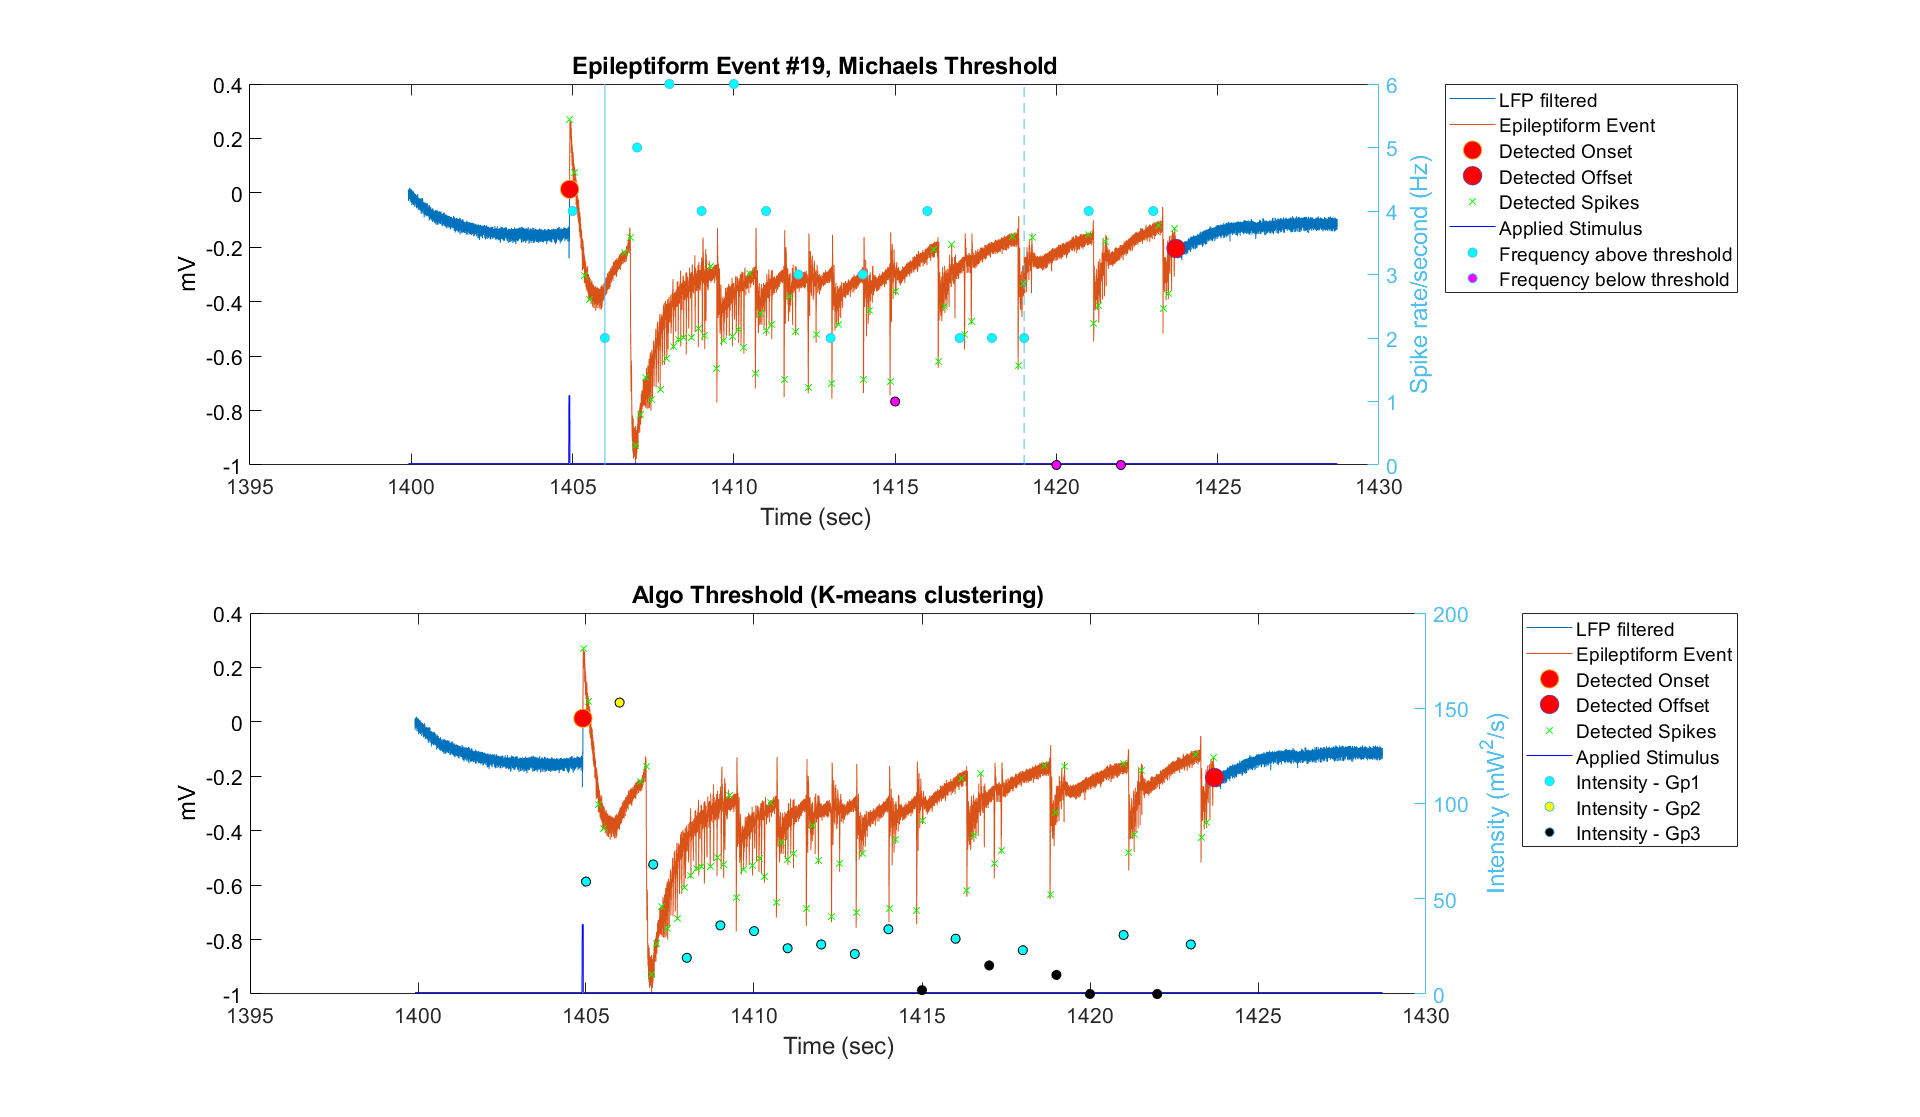 Epileptiform Event #19, Michaels Threshold
0.4
0.2
0
-0.2
-0.4
-0.6
-0.8
-1
mV
1395
1400
1405
1410
1415
1420
1425
1430
Time (sec)
6
5
4
3
2
1
0
Spike rate/second (Hz)
LFP filtered
Epileptiform Event
Detected Onset
Detected Offset
Detected Spikes
Applied Stimulus
Frequency above threshold
Frequency below threshold
Algo Threshold (K-means clustering)
0.4
0.2
0
-0.2
-0.4
-0.6
-0.8
-1
mV
1395
1400
1405
1410
1415
1420
1425
1430
Time (sec)
200
150
100
50
0
Intensity (mW²/s)
LFP filtered
Epileptiform Event
Detected Onset
Detected Offset
Detected Spikes
Applied Stimulus
Intensity - Gp1
Intensity - Gp2
Intensity - Gp3